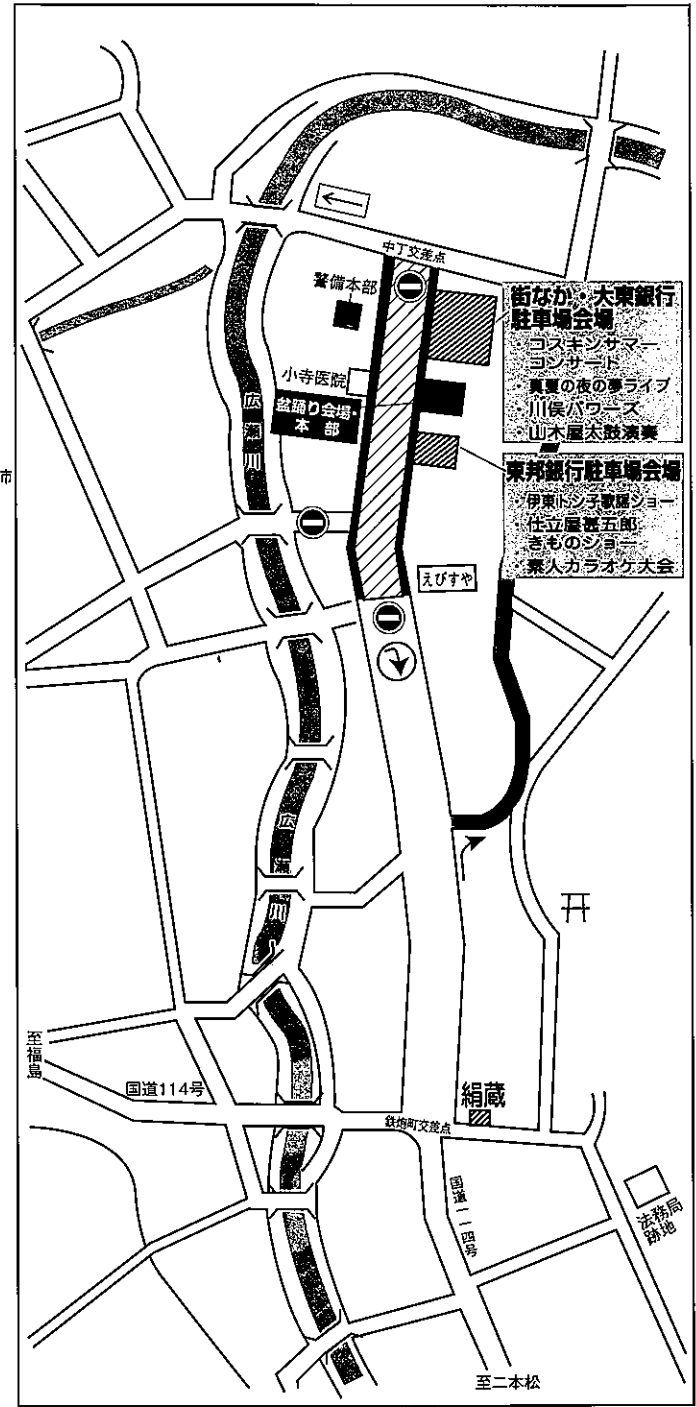 中丁交差点
警備本部
小寺医院
盆踊り会場・
本部
街なか・大東銀行
駐車場会場
・コスキンサマー
コンサート
・真夏の夜の夢ライブ
・川俣パワーズ
・山木屋太鼓演奏
東邦銀行駐車場会場
・伊東トン子歌謡ショー
・仕立屋甚五郎
きものショー
・素人カラオケ大会
広瀬川
市
えびすや
広瀬川
至福島
国道114号
絹蔵
鉄炮町交差点
国道一一四号
法務局
跡地
至二本松